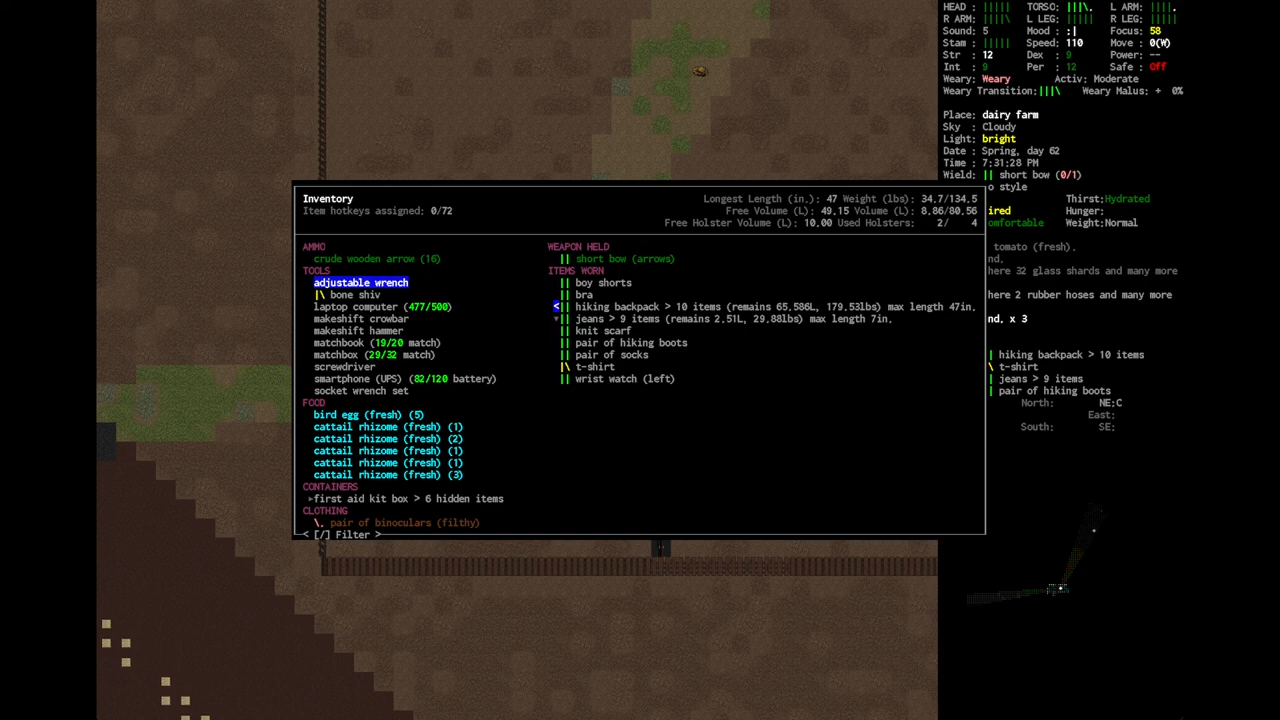 HEAD : ||||| TORSO: |||\. L ARM: ||||.
R ARM: ||||\ L LEG: ||||| R LEG: |||||
Sound: 5 Mood : :| Focus: 58
Stam : ||||| Speed: 110 Move : 0(W)
Str : 12 Dex : 9 Power: --
Int : 9 Per : 12 Safe : Off
Weary: Weary Activ: Moderate
Weary Transition:|||\ Weary Malus: + 0%
Place: dairy farm
Sky : Cloudy
Light: bright
Date : Spring, day 62
Time : 7:31:28 PM
Wield: || short bow (0/1)
o style
Thirst:Hydrated
ired Hunger:
omfortable Weight:Normal
tomato (fresh).
nd.
here 32 glass shards and many more
here 2 rubber hoses and many more
nd. x 3
| hiking backpack > 10 items
\ t-shirt
| jeans > 9 items
| pair of hiking boots
North: NE:C
East:
South: SE:
Inventory Longest Length (in.): 47 Weight (lbs): 34.7/134.5
Item hotkeys assigned: 0/72 Free Volume (L): 49.15 Volume (L): 8.86/80.56
Free Holster Volume (L): 10.00 Used Holsters: 2/ 4
AMMO
crude wooden arrow (16)
TOOLS
adjustable wrench
|\ bone shiv
laptop computer (477/500)
makeshift crowbar
makeshift hammer
matchbook (19/20 match)
matchbox (29/32 match)
screwdriver
smartphone (UPS) (82/120 battery)
socket wrench set
FOOD
bird egg (fresh) (5)
cattail rhizome (fresh) (1)
cattail rhizome (fresh) (2)
cattail rhizome (fresh) (1)
cattail rhizome (fresh) (1)
cattail rhizome (fresh) (3)
CONTAINERS
▸first aid kit box > 6 hidden items
CLOTHING
\. pair of binoculars (filthy)
< [/] Filter >
WEAPON HELD
|| short bow (arrows)
ITEMS WORN
|| boy shorts
|| bra
<|| hiking backpack > 10 items (remains 65.586L, 179.53lbs) max length 47in.
▾|| jeans > 9 items (remains 2.51L, 29.88lbs) max length 7in.
|| knit scarf
|| pair of hiking boots
|| pair of socks
|\ t-shirt
|| wrist watch (left)